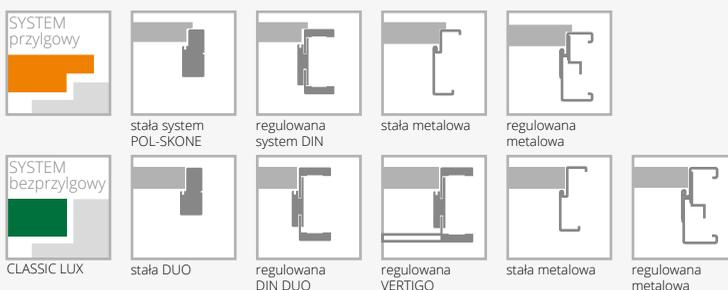 SYSTEM
przylgowy
stała system
POL-SKONE
regulowana
system DIN
stała metalowa
regulowana
metalowa
SYSTEM
bezprzylgowy
CLASSIC LUX
stała DUO
regulowana
DIN DUO
regulowana
VERTIGO
stała metalowa
regulowana
metalowa